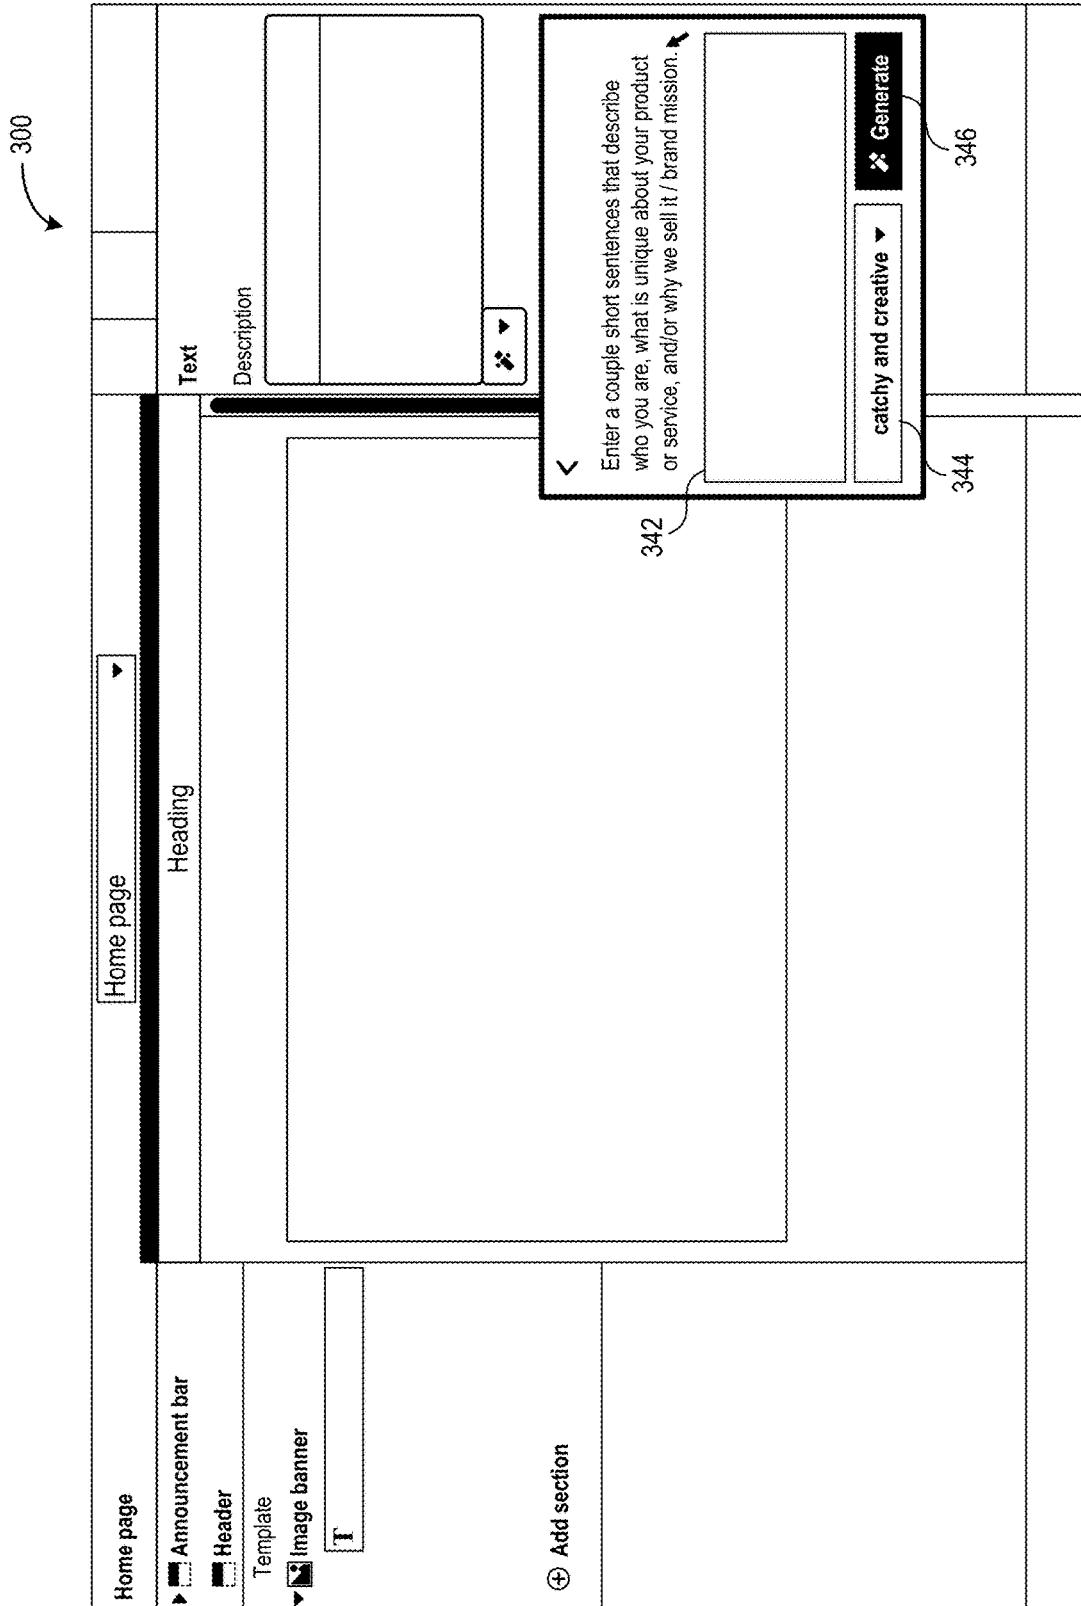 300
Home page
Home page
Announcement bar
Header
Template
Image banner
T
Add section
Heading
Text
Description
Enter a couple short sentences that describe
who you are, what is unique about your product
or service, and/or why we sell it / brand mission.
342
catchy and creative
Generate
344
346